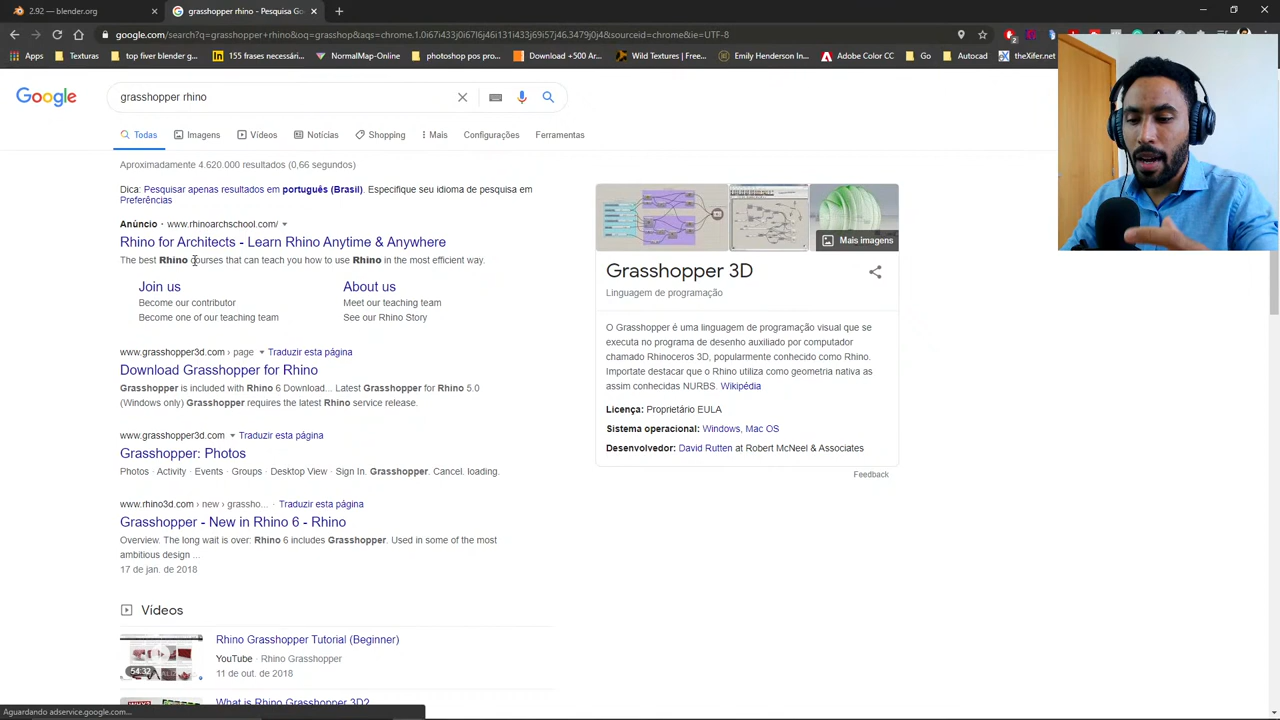 2.92 — blender.org
grasshopper rhino - Pesquisa Go
google.com/search?q=grasshopper+rhino&oq=grasshop&aqs=chrome.1.0i67i433j0i67l6j46i131i433j69i57j46.3479j0j4&sourceid=chrome&ie=UTF-8
Apps
Texturas
top fiver blender g...
155 frases necessári...
NormalMap-Online
photoshop pos pro...
Download +500 Ar...
Wild Textures | Free...
Emily Henderson In...
Adobe Color CC
Go
Autocad
theXifer.net
Google
grasshopper rhino
Todas
Imagens
Vídeos
Notícias
Shopping
Mais
Configurações
Ferramentas
Aproximadamente 4.620.000 resultados (0,66 segundos)
Dica: Pesquisar apenas resultados em português (Brasil). Especifique seu idioma de pesquisa em
Preferências
Anúncio · www.rhinoarchschool.com/
Rhino for Architects - Learn Rhino Anytime & Anywhere
The best Rhino courses that can teach you how to use Rhino in the most efficient way.
Join us
Become our contributor
Become one of our teaching team
About us
Meet our teaching team
See our Rhino Story
www.grasshopper3d.com › page Traduzir esta página
Download Grasshopper for Rhino
Grasshopper is included with Rhino 6 Download... Latest Grasshopper for Rhino 5.0
(Windows only) Grasshopper requires the latest Rhino service release.
www.grasshopper3d.com Traduzir esta página
Grasshopper: Photos
Photos · Activity · Events · Groups · Desktop View · Sign In. Grasshopper. Cancel. loading.
www.rhino3d.com › new › grassho... Traduzir esta página
Grasshopper - New in Rhino 6 - Rhino
Overview. The long wait is over: Rhino 6 includes Grasshopper. Used in some of the most
ambitious design ...
17 de jan. de 2018
Vídeos
54:32
Rhino Grasshopper Tutorial (Beginner)
YouTube · Rhino Grasshopper
11 de out. de 2018
What is Rhino Grasshopper 3D?
Mais imagens
Grasshopper 3D
Linguagem de programação
O Grasshopper é uma linguagem de programação visual que se
executa no programa de desenho auxiliado por computador
chamado Rhinoceros 3D, popularmente conhecido como Rhino.
Importate destacar que o Rhino utiliza como geometria nativa as
assim conhecidas NURBS. Wikipédia
Licença: Proprietário EULA
Sistema operacional: Windows, Mac OS
Desenvolvedor: David Rutten at Robert McNeel & Associates
Feedback
Aguardando adservice.google.com...